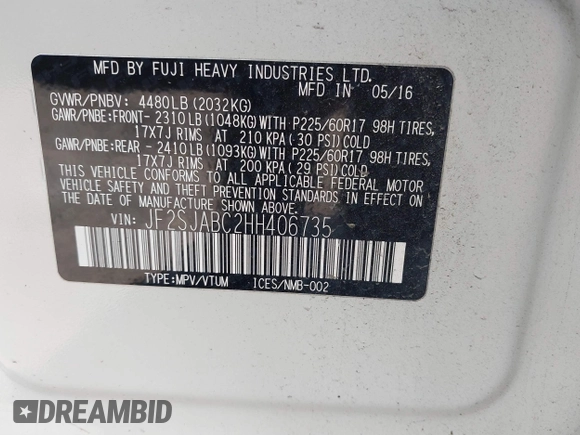 MFD BY FUJI HEAVY INDUSTRIES LTD.
MFD IN 05/16
GVWR/PNBV: 4480LB (2032KG)
GAWR/PNBE:FRONT- 2310LB (1048KG) WITH P225/60R17 98H TIRES,
17X7J RIMS AT 210 KPA ( 30 PSI) COLD
GAWR/PNBE:REAR - 2410LB (1093KG) WITH P225/60R17 98H TIRES,
17X7J RIMS AT 200 KPA ( 29 PSI) COLD
THIS VEHICLE CONFORMS TO ALL APPLICABLE FEDERAL MOTOR
VEHICLE SAFETY AND THEFT PREVENTION STANDARDS IN EFFECT ON
THE DATE OF MANUFACTURE SHOWN ABOVE.
VIN: JF2SJABC2HH406735
TYPE:MPV/VTUM ICES/NMB-002
DREAMBID